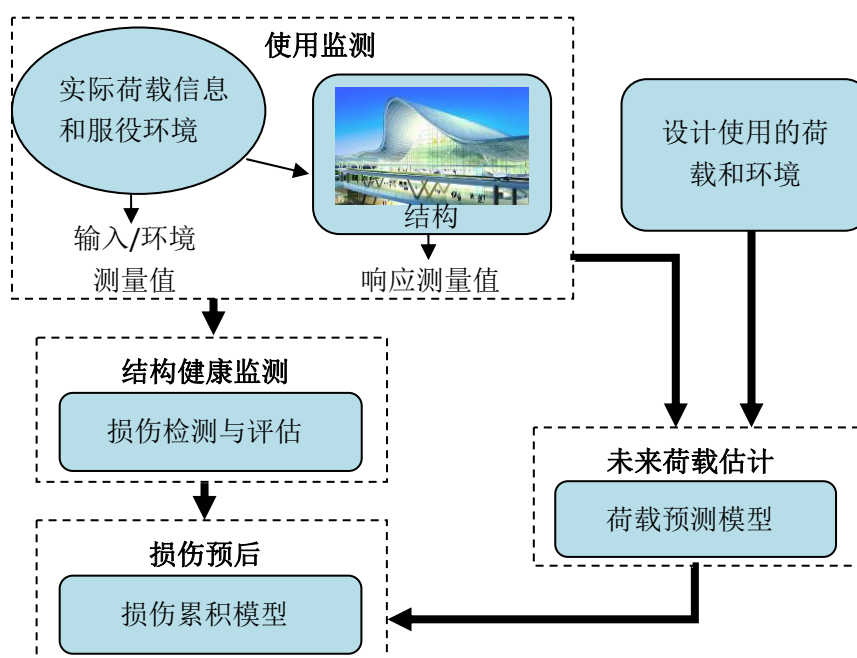 使用监测
实际荷载信息
和服役环境
结构
输入/环境
测量值
响应测量值
设计使用的荷
载和环境
结构健康监测
损伤检测与评估
未来荷载估计
荷载预测模型
损伤预后
损伤累积模型